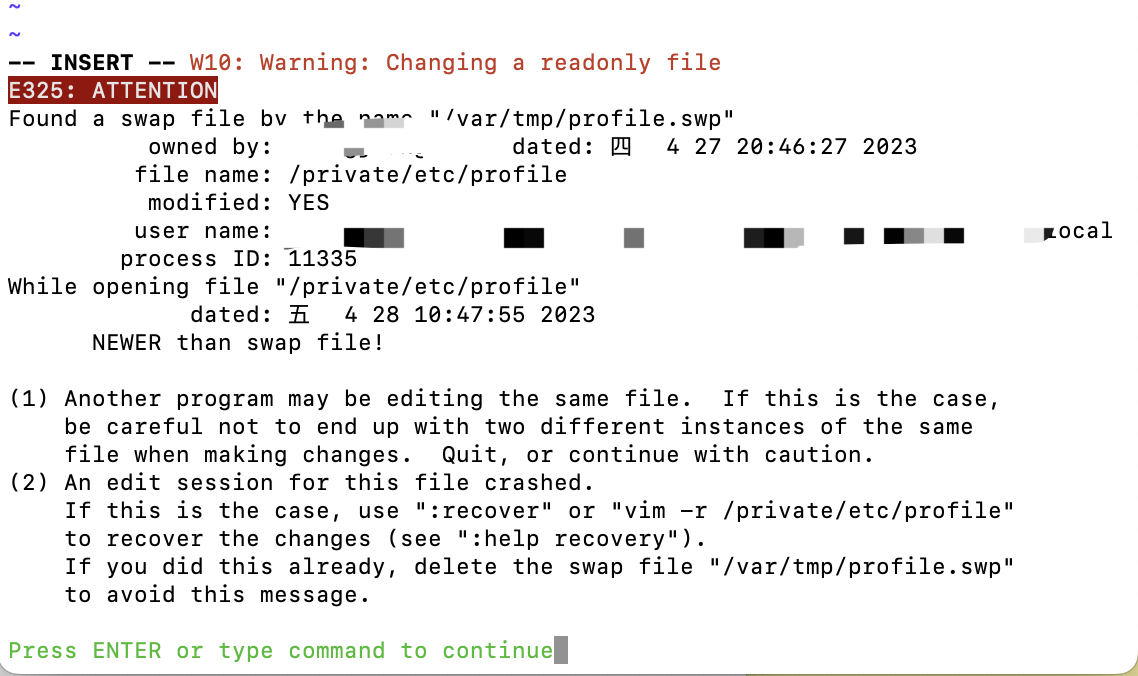 ~
~
-- INSERT -- W10: Warning: Changing a readonly file
E325: ATTENTION
Found a swap file by the name "/var/tmp/profile.swp"
owned by: dated: 四 4 27 20:46:27 2023
file name: /private/etc/profile
modified: YES
user name: local
process ID: 11335
While opening file "/private/etc/profile"
dated: 五 4 28 10:47:55 2023
NEWER than swap file!
(1) Another program may be editing the same file. If this is the case,
be careful not to end up with two different instances of the same
file when making changes. Quit, or continue with caution.
(2) An edit session for this file crashed.
If this is the case, use ":recover" or "vim -r /private/etc/profile"
to recover the changes (see ":help recovery").
If you did this already, delete the swap file "/var/tmp/profile.swp"
to avoid this message.
Press ENTER or type command to continue